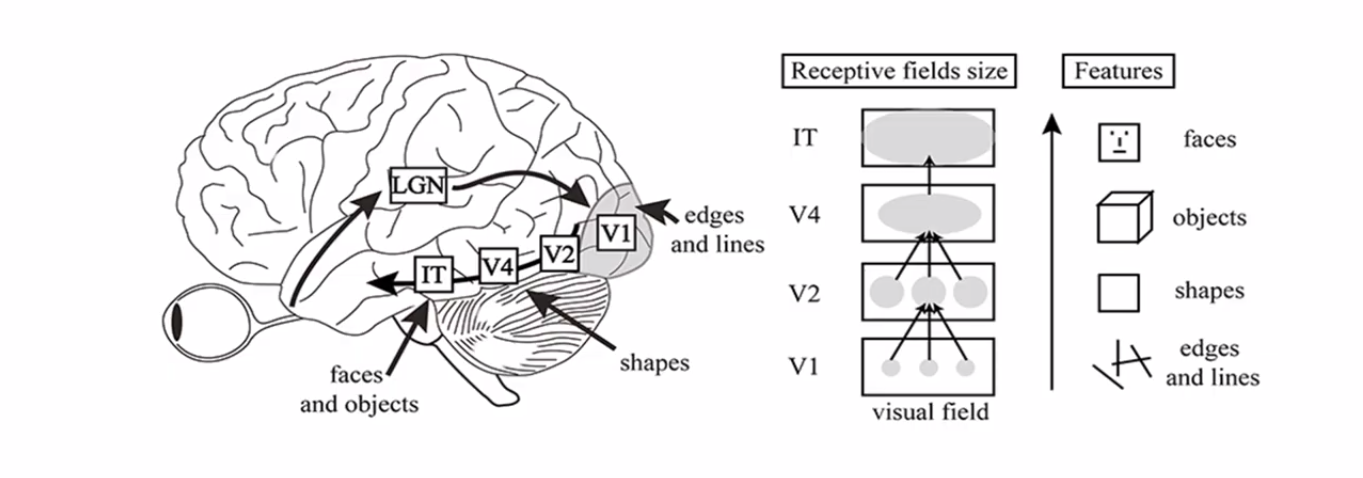 LGN
V1
V2
V4
IT
edges
and lines
shapes
faces
and objects
Receptive fields size
IT
V4
V2
V1
visual field
Features
faces
objects
shapes
edges
and lines